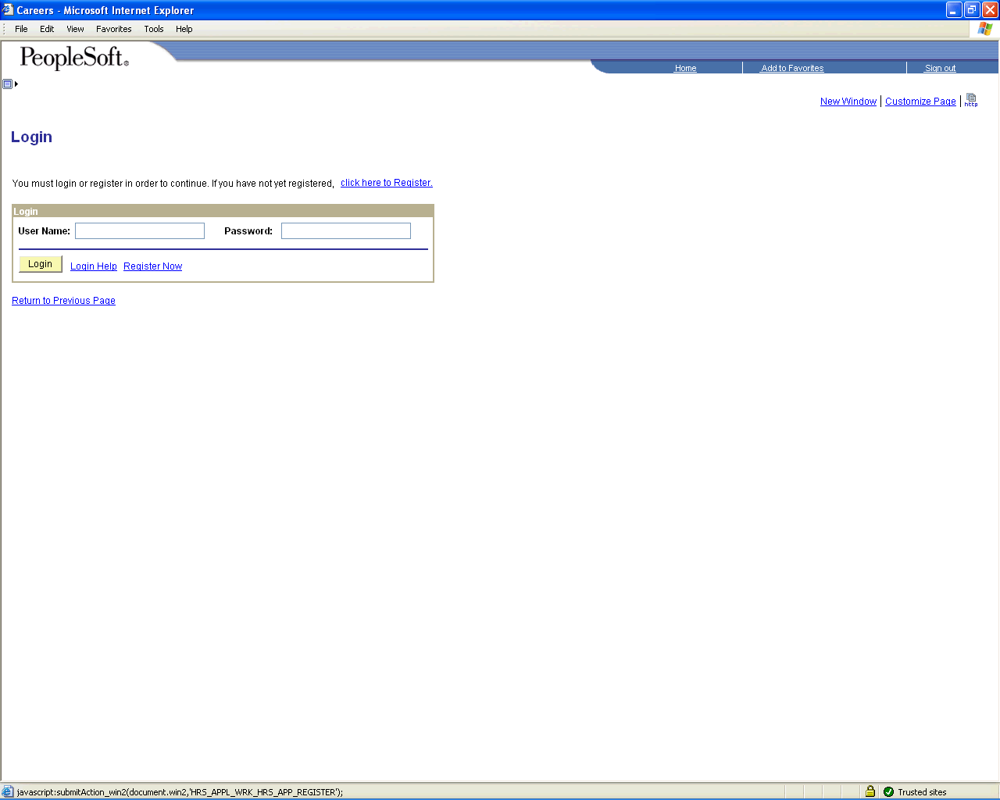 Careers - Microsoft Internet Explorer
File Edit View Favorites Tools Help
PeopleSoft®
Home Add to Favorites Sign out
New Window | Customize Page | http
Login
You must login or register in order to continue. If you have not yet registered, click here to Register.
Login
User Name: Password:
Login Login Help Register Now
Return to Previous Page
javascript:submitAction_win2(document.win2,'HRS_APPL_WRK_HRS_APP_REGISTER'); Trusted sites